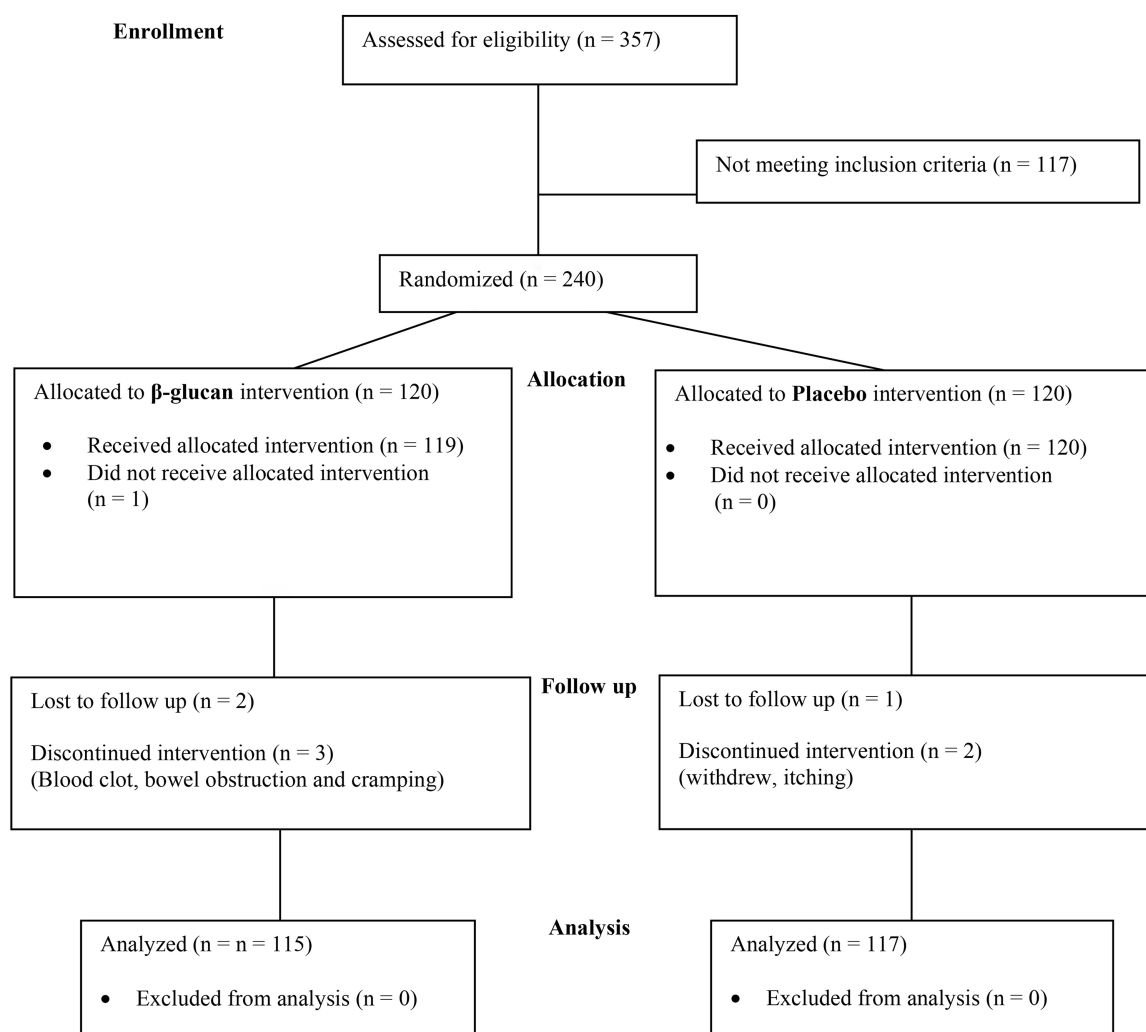 Enrollment
Assessed for eligibility (n = 357)
Not meeting inclusion criteria (n = 117)
Randomized (n = 240)
Allocation
Allocated to β-glucan intervention (n = 120)
• Received allocated intervention (n = 119)
• Did not receive allocated intervention
(n = 1)
Allocated to Placebo intervention (n = 120)
• Received allocated intervention (n = 120)
• Did not receive allocated intervention
(n = 0)
Follow up
Lost to follow up (n = 2)
Discontinued intervention (n = 3)
(Blood clot, bowel obstruction and cramping)
Lost to follow up (n = 1)
Discontinued intervention (n = 2)
(withdrew, itching)
Analysis
Analyzed (n = n = 115)
• Excluded from analysis (n = 0)
Analyzed (n = 117)
• Excluded from analysis (n = 0)